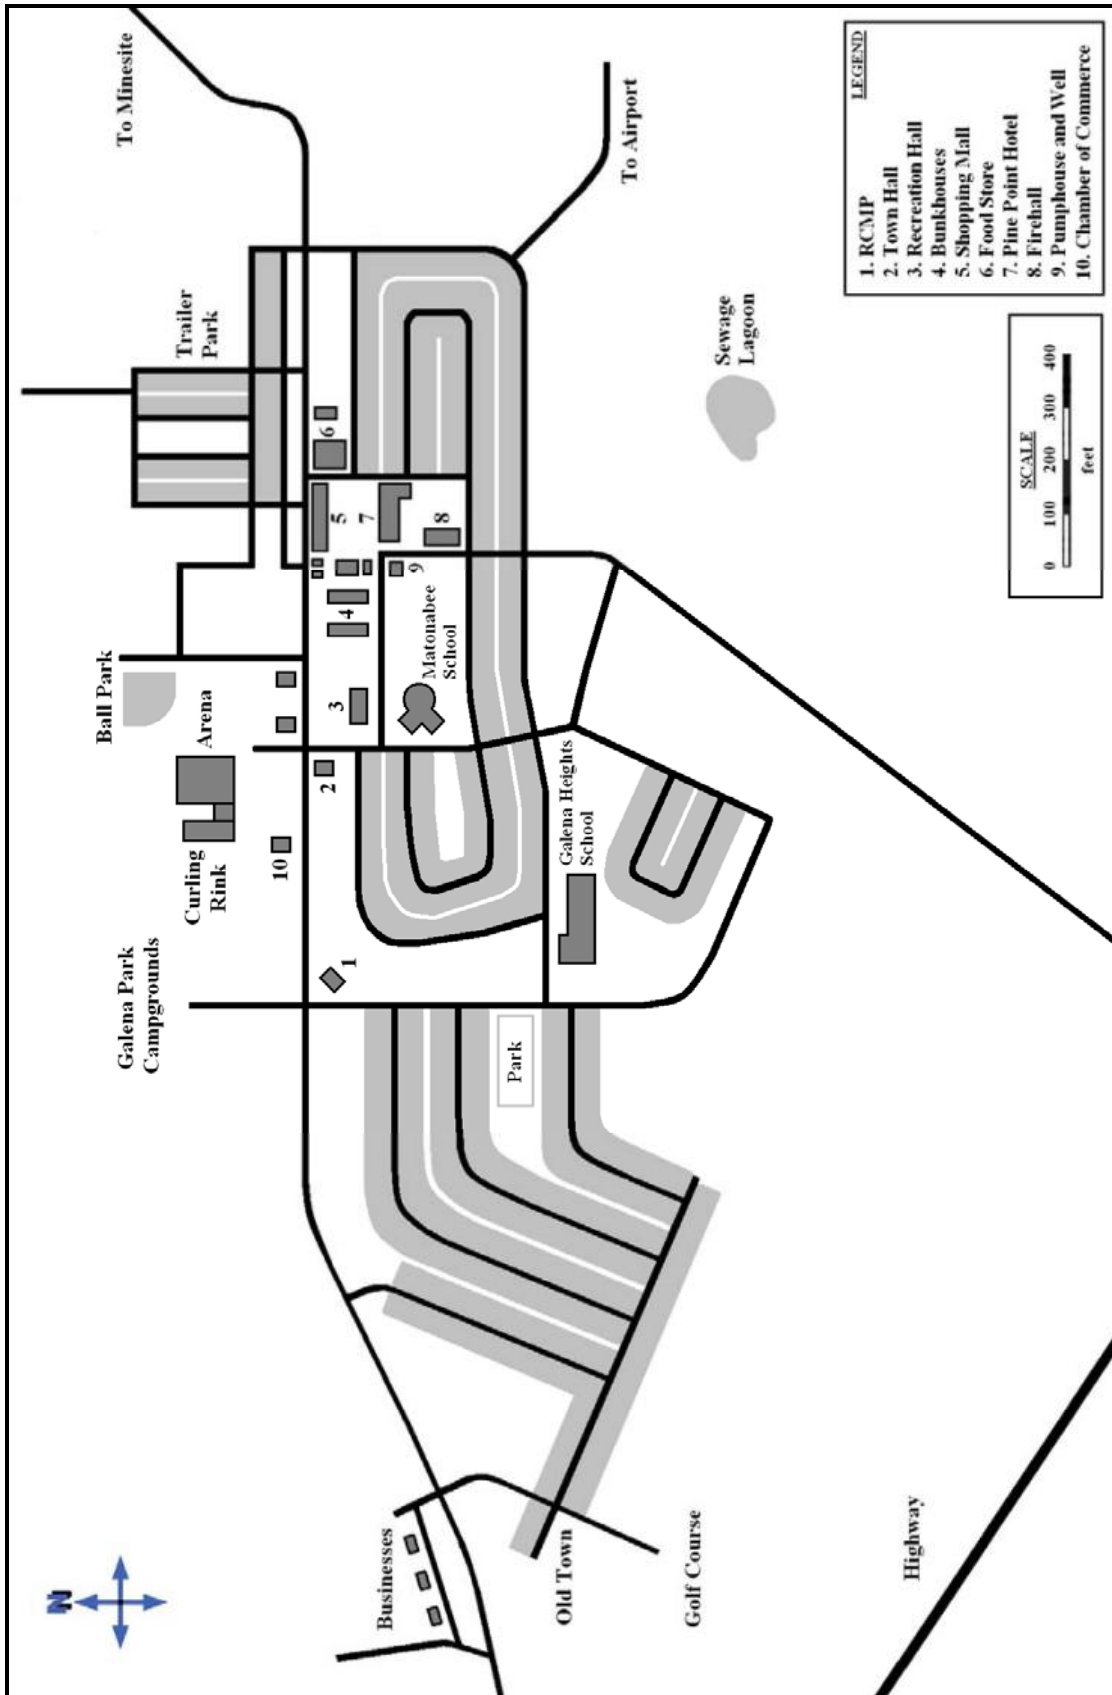 N
Businesses
Old Town
Golf Course
Highway
Galena Park
Campgrounds
Curling
Rink
Arena
Ball Park
Trailer
Park
To Minesite
To Airport
1
10
2
3
4
5
6
7
8
9
Matonabee
School
Galena Heights
School
Park
Sewage
Lagoon
SCALE
0 100 200 300 400
feet
LEGEND
1. RCMP
2. Town Hall
3. Recreation Hall
4. Bunkhouses
5. Shopping Mall
6. Food Store
7. Pine Point Hotel
8. Firehall
9. Pumphouse and Well
10. Chamber of Commerce